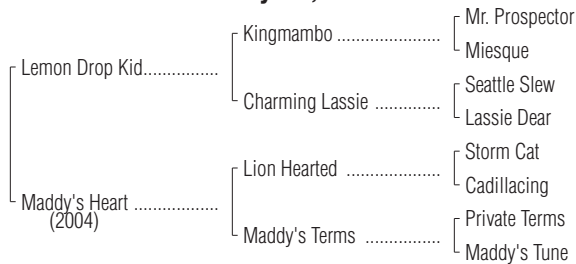 Mr. Prospector
Kingmambo ..................
Miesque
Lemon Drop Kid................
Seattle Slew
Charming Lassie ..............
Lassie Dear
Storm Cat
Lion Hearted ..................
Cadillacing
Maddy's Heart ..................
(2004)
Private Terms
Maddy's Terms ................
Maddy's Tune